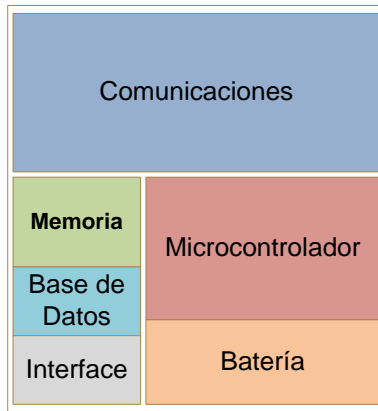 Comunicaciones
Memoria
Microcontrolador
Base de
Datos
Interface
Batería